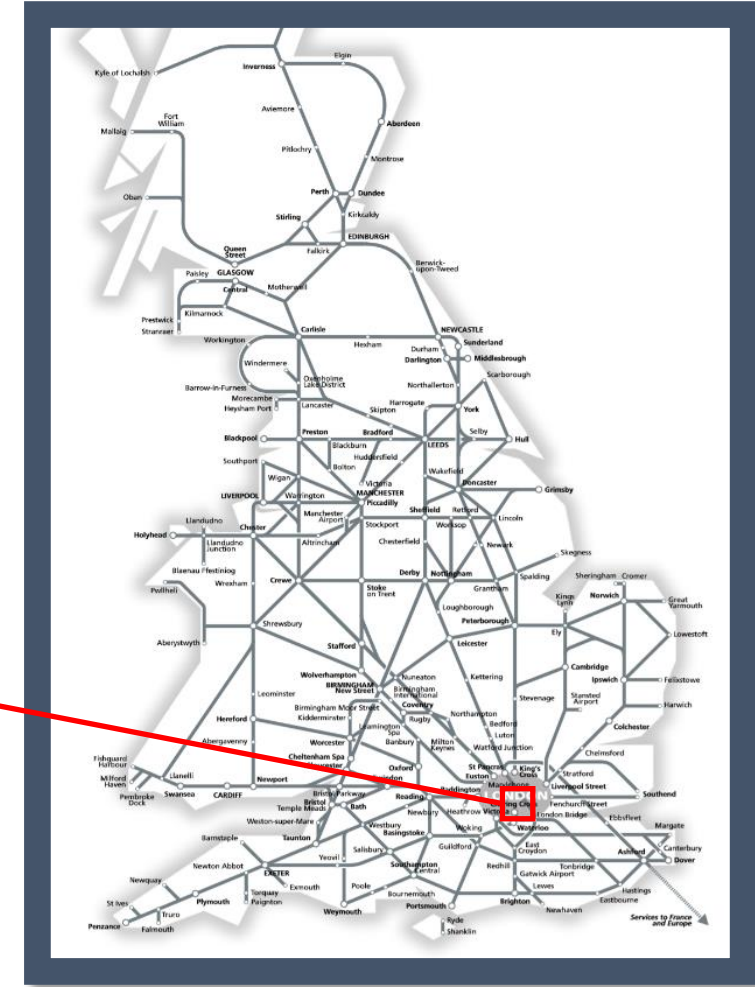 Elgin
Inverness
Kyle of Lochalsh
Aviemore
Fort
William
Aberdeen
Mallaig
Pitlochry
Montrose
Perth
Dundee
Oban
Stirling
Kirkcaldy
EDINBURGH
Queen
Street
Falkirk
Berwick-
upon-Tweed
Paisley
GLASGOW
Central
Motherwell
Prestwick
Kilmarnock
Stranraer
Carlisle
NEWCASTLE
Workington
Hexham
Durham
Sunderland
Darlington
Middlesbrough
Windermere
Scarborough
Oxenholme
Lake District
Barrow-in-Furness
Northallerton
Morecambe
Heysham Port
Lancaster
Harrogate
Skipton
York
Blackpool
Preston
Bradford
Selby
Hull
Blackburn
LEEDS
Huddersfield
Southport
Bolton
Wakefield
Wigan
Victoria
Doncaster
LIVERPOOL
Warrington
MANCHESTER
Piccadilly
Grimsby
Manchester
Airport
Sheffield
Retford
Llandudno
Chester
Stockport
Worksop
Lincoln
Holyhead
Llandudno
Junction
Altrincham
Chesterfield
Newark
Skegness
Blaenau Ffestiniog
Wrexham
Crewe
Stoke
on Trent
Derby
Nottingham
Grantham
Spalding
Sheringham
Cromer
Pwllheli
Loughborough
Kings
Lynn
Norwich
Great
Yarmouth
Aberystwyth
Shrewsbury
Peterborough
Ely
Lowestoft
Stafford
Leicester
Wolverhampton
Nuneaton
Kettering
Cambridge
BIRMINGHAM
New Street
Birmingham
International
Ipswich
Felixstowe
Leominster
Coventry
Stevenage
Stansted
Airport
Harwich
Birmingham Moor Street
Kidderminster
Rugby
Northampton
Hereford
Leamington
Spa
Bedford
Colchester
Abergavenny
Worcester
Banbury
Milton
Keynes
Luton
Watford Junction
Chelmsford
Fishguard
Harbour
Cheltenham Spa
Oxford
St Pancras
King's
Cross
Euston
Stratford
Milford
Haven
Llanelli
Newport
Paddington
Liverpool Street
Pembroke
Dock
Swansea
CARDIFF
Parkway
Reading
Fenchurch Street
Southend
Bristol
Temple Meads
Bath
Newbury
Heathrow
London Bridge
Ebbsfleet
Weston-super-Mare
Westbury
Basingstoke
Woking
Waterloo
Margate
Barnstaple
Taunton
Salisbury
Guildford
East
Croydon
Ashford
Canterbury
Dover
Newton Abbot
Yeovil
Southampton
Central
Redhill
Tonbridge
Gatwick Airport
Newquay
EXETER
Exmouth
Poole
Lewes
Hastings
St Ives
Torquay
Paignton
Bournemouth
Eastbourne
Plymouth
Weymouth
Portsmouth
Brighton
Newhaven
Truro
Penzance
Falmouth
Ryde
Shanklin
Services to France
and Europe